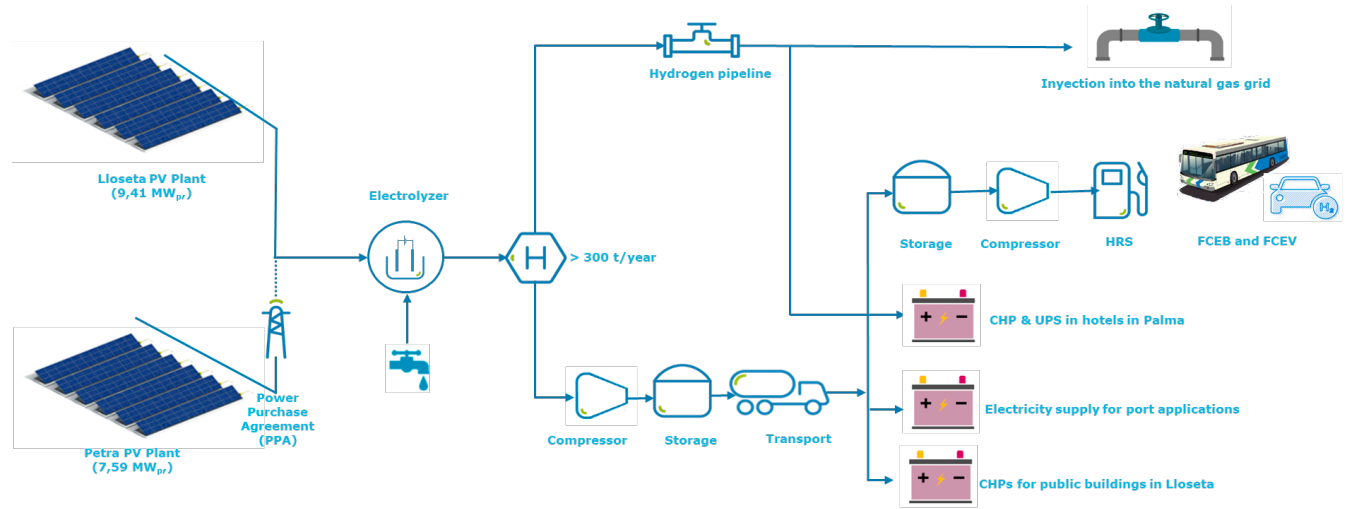 Hydrogen pipeline
Inyection into the natural gas grid
Lloseta PV Plant
(9,41 MWpr)
Electrolyzer
H
> 300 t/year
Storage
Compressor
HRS
H2
FCEB and FCEV
CHP & UPS in hotels in Palma
Power
Purchase
Agreement
(PPA)
Petra PV Plant
(7,59 MWpr)
Compressor
Storage
Transport
Electricity supply for port applications
CHPs for public buildings in Lloseta